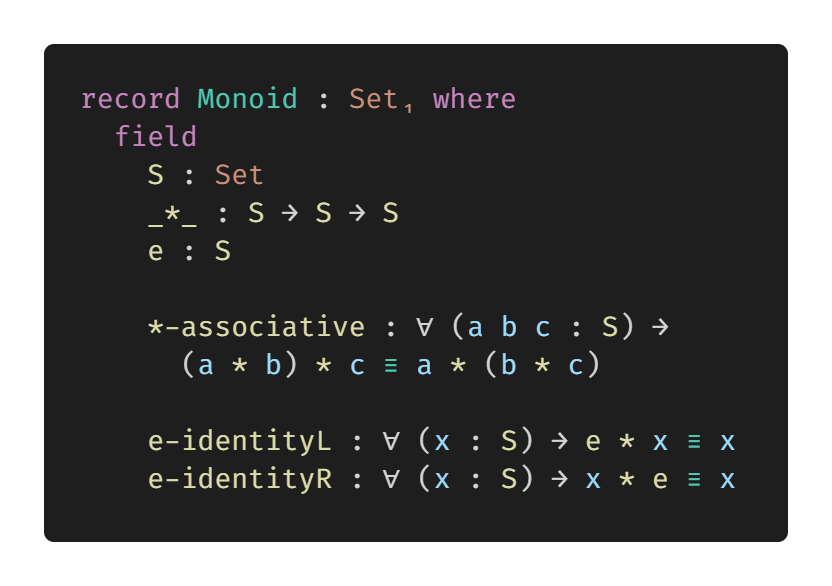 record Monoid : Set₁ where
  field
    S : Set
    _*_ : S → S → S
    e : S

    *-associative : ∀ (a b c : S) →
      (a * b) * c ≡ a * (b * c)

    e-identityL : ∀ (x : S) → e * x ≡ x
    e-identityR : ∀ (x : S) → x * e ≡ x